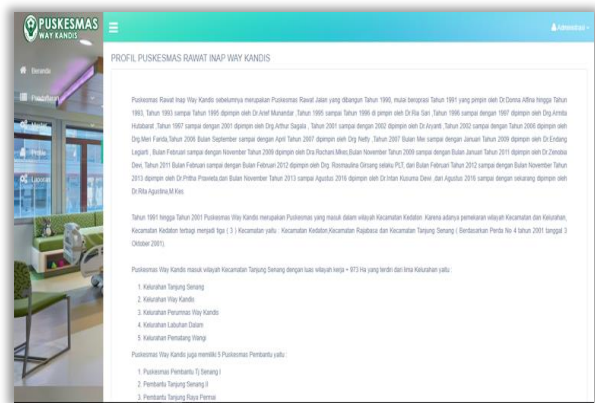 PUSKESMAS
WAY KANDIS
Administrasi
PROFIL PUSKESMAS RAWAT INAP WAY KANDIS
Beranda
Pendaftaran
Medis
Laporan
Puskesmas Rawat Inap Way Kandis sebelumnya merupakan Puskesmas Rawat Jalan yang dibangun Tahun 1990, mulai beroprasi Tahun 1991 yang pimpin oleh Dr.Donna Alfina hingga Tahun
1993, Tahun 1993 sampai Tahun 1995 dipimpin oleh Dr.Arief Munandar ,Tahun 1995 sampai Tahun 1996 di pimpin oleh Dr.Ria Sari ,Tahun 1996 sampai dengan 1997 dipimpin oleh Drg.Armita
Hutabarat ,Tahun 1997 sampai dengan 2001 dipimpin oleh Drg.Arthur Sagala , Tahun 2001 sampai dengan 2002 dipimpin oleh Dr.Aryanti ,Tahun 2002 sampai dengan Tahun 2006 dipimpin oleh
Drg.Meri Farida,Tahun 2006 Bulan September sampai dengan April Tahun 2007 dipimpin oleh Drg.Nefty ,Tahun 2007 Bulan Mei sampai dengan Januari Tahun 2009 dipimpin oleh Dr.Endang
, Bulan Februari sampai dengan November Tahun 2009 dipimpin oleh Dra.Rochani.Mkes,Bulan November Tahun 2009 sampai dengan Bulan Januari Tahun 2011 dipimpin oleh Dr.Zenobia
Dewi, Tahun 2011 Bulan Februari sampai dengan Bulan Februari 2012 dipimpin oleh Drg. Rosmaulina Girsang selaku PLT, dari Bulan Februari Tahun 2012 sampai dengan Bulan November Tahun
2013 dipimpin oleh Dr.Pritha Prasweta,dari Bulan November Tahun 2013 sampai Agustus 2016 dipimpin oleh Dr.Intan Kusuma Dewi ,dari Agustus 2016 sampai dengan sekarang dipimpin oleh
Dr.Rita Agustina,M.Kes.
Tahun 1991 hingga Tahun 2001 Puskesmas Way Kandis merupakan Puskesmas yang masuk dalam wilayah Kecamatan Kedaton .Karena adanya pemekaran wilayah Kecamatan dan Kelurahan,
Kecamatan Kedaton terbagi menjadi tiga ( 3 ) Kecamatan yaitu : Kecamatan Kedaton,Kecamatan Rajabasa dan Kecamatan Tanjung Senang ( Berdasarkan Perda No 4 tahun 2001 tanggal 3
Oktober 2001).
Puskesmas Way Kandis masuk wilayah Kecamatan Tanjung Senang dengan luas wilayah kerja + 973 Ha yang terdiri dari lima Kelurahan yaitu:
1. Kelurahan Tanjung Senang
2. Kelurahan Way Kandis
3. Kelurahan Perumnas Way Kandis
4. Kelurahan Labuhan Dalam
5. Kelurahan Pematang Wangi
Puskesmas Way Kandis juga memiliki 5 Puskesmas Pembantu yaitu :
1. Puskesmas Pembantu Tj Senang I
2. Pembantu Tanjung Senang II
3. Pembantu Tanjung Raya Permai